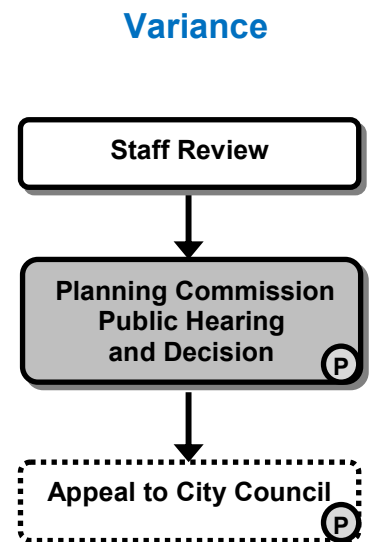 Variance
Staff Review
Planning Commission
Public Hearing
and Decision
P
Appeal to City Council
P